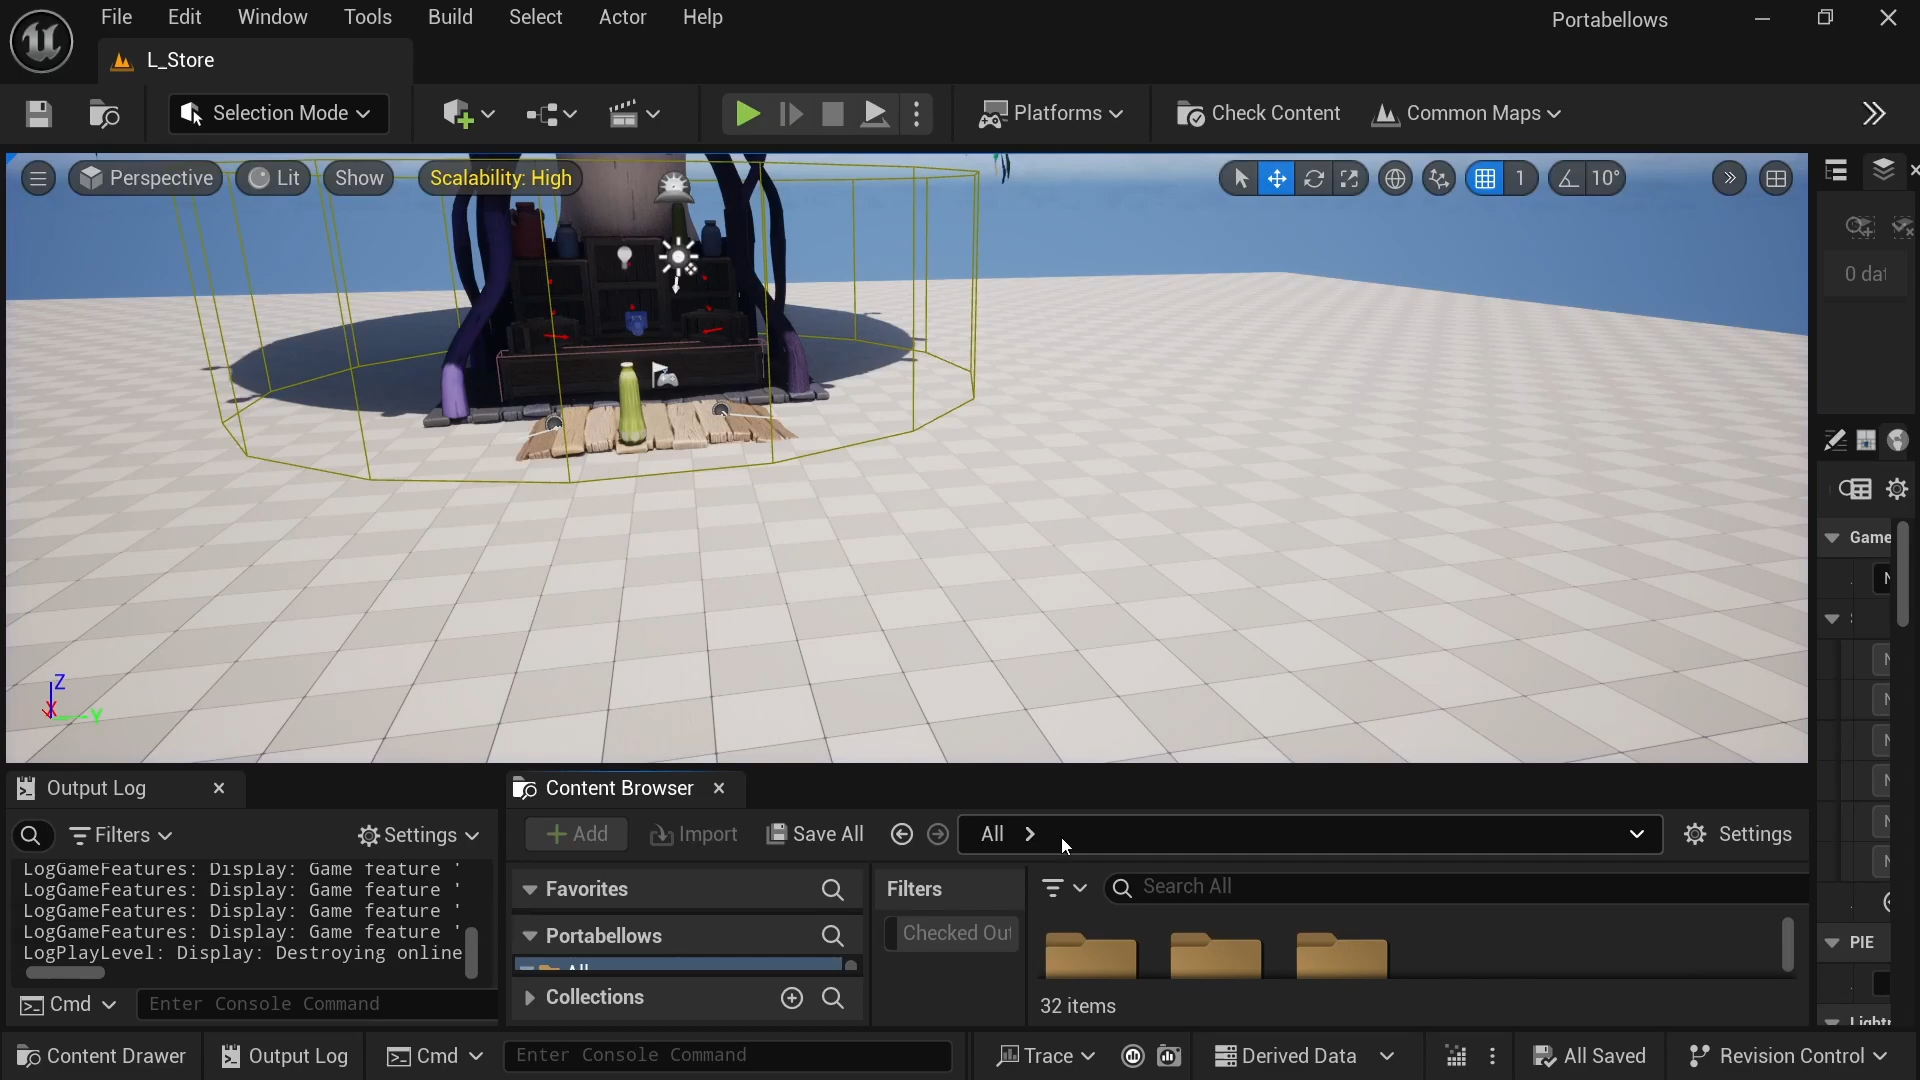 File Edit Window Tools Build Select Actor Help
Portabellows
L_Store
Selection Mode
Platforms
Check Content
Common Maps
Perspective
Lit
Show
Scalability: High
1
10°
0 dat
Game
Z
X
Y
Output Log
Content Browser
Filters
Settings
Add
Import
Save All
All
Settings
LogGameFeatures: Display: Game feature '
LogGameFeatures: Display: Game feature '
LogGameFeatures: Display: Game feature '
LogGameFeatures: Display: Game feature '
LogPlayLevel: Display: Destroying online
Favorites
Filters
Search All
Portabellows
Checked Out
All
PIE
Collections
32 items
Cmd
Enter Console Command
Content Drawer
Output Log
Cmd
Enter Console Command
Trace
Derived Data
All Saved
Revision Control